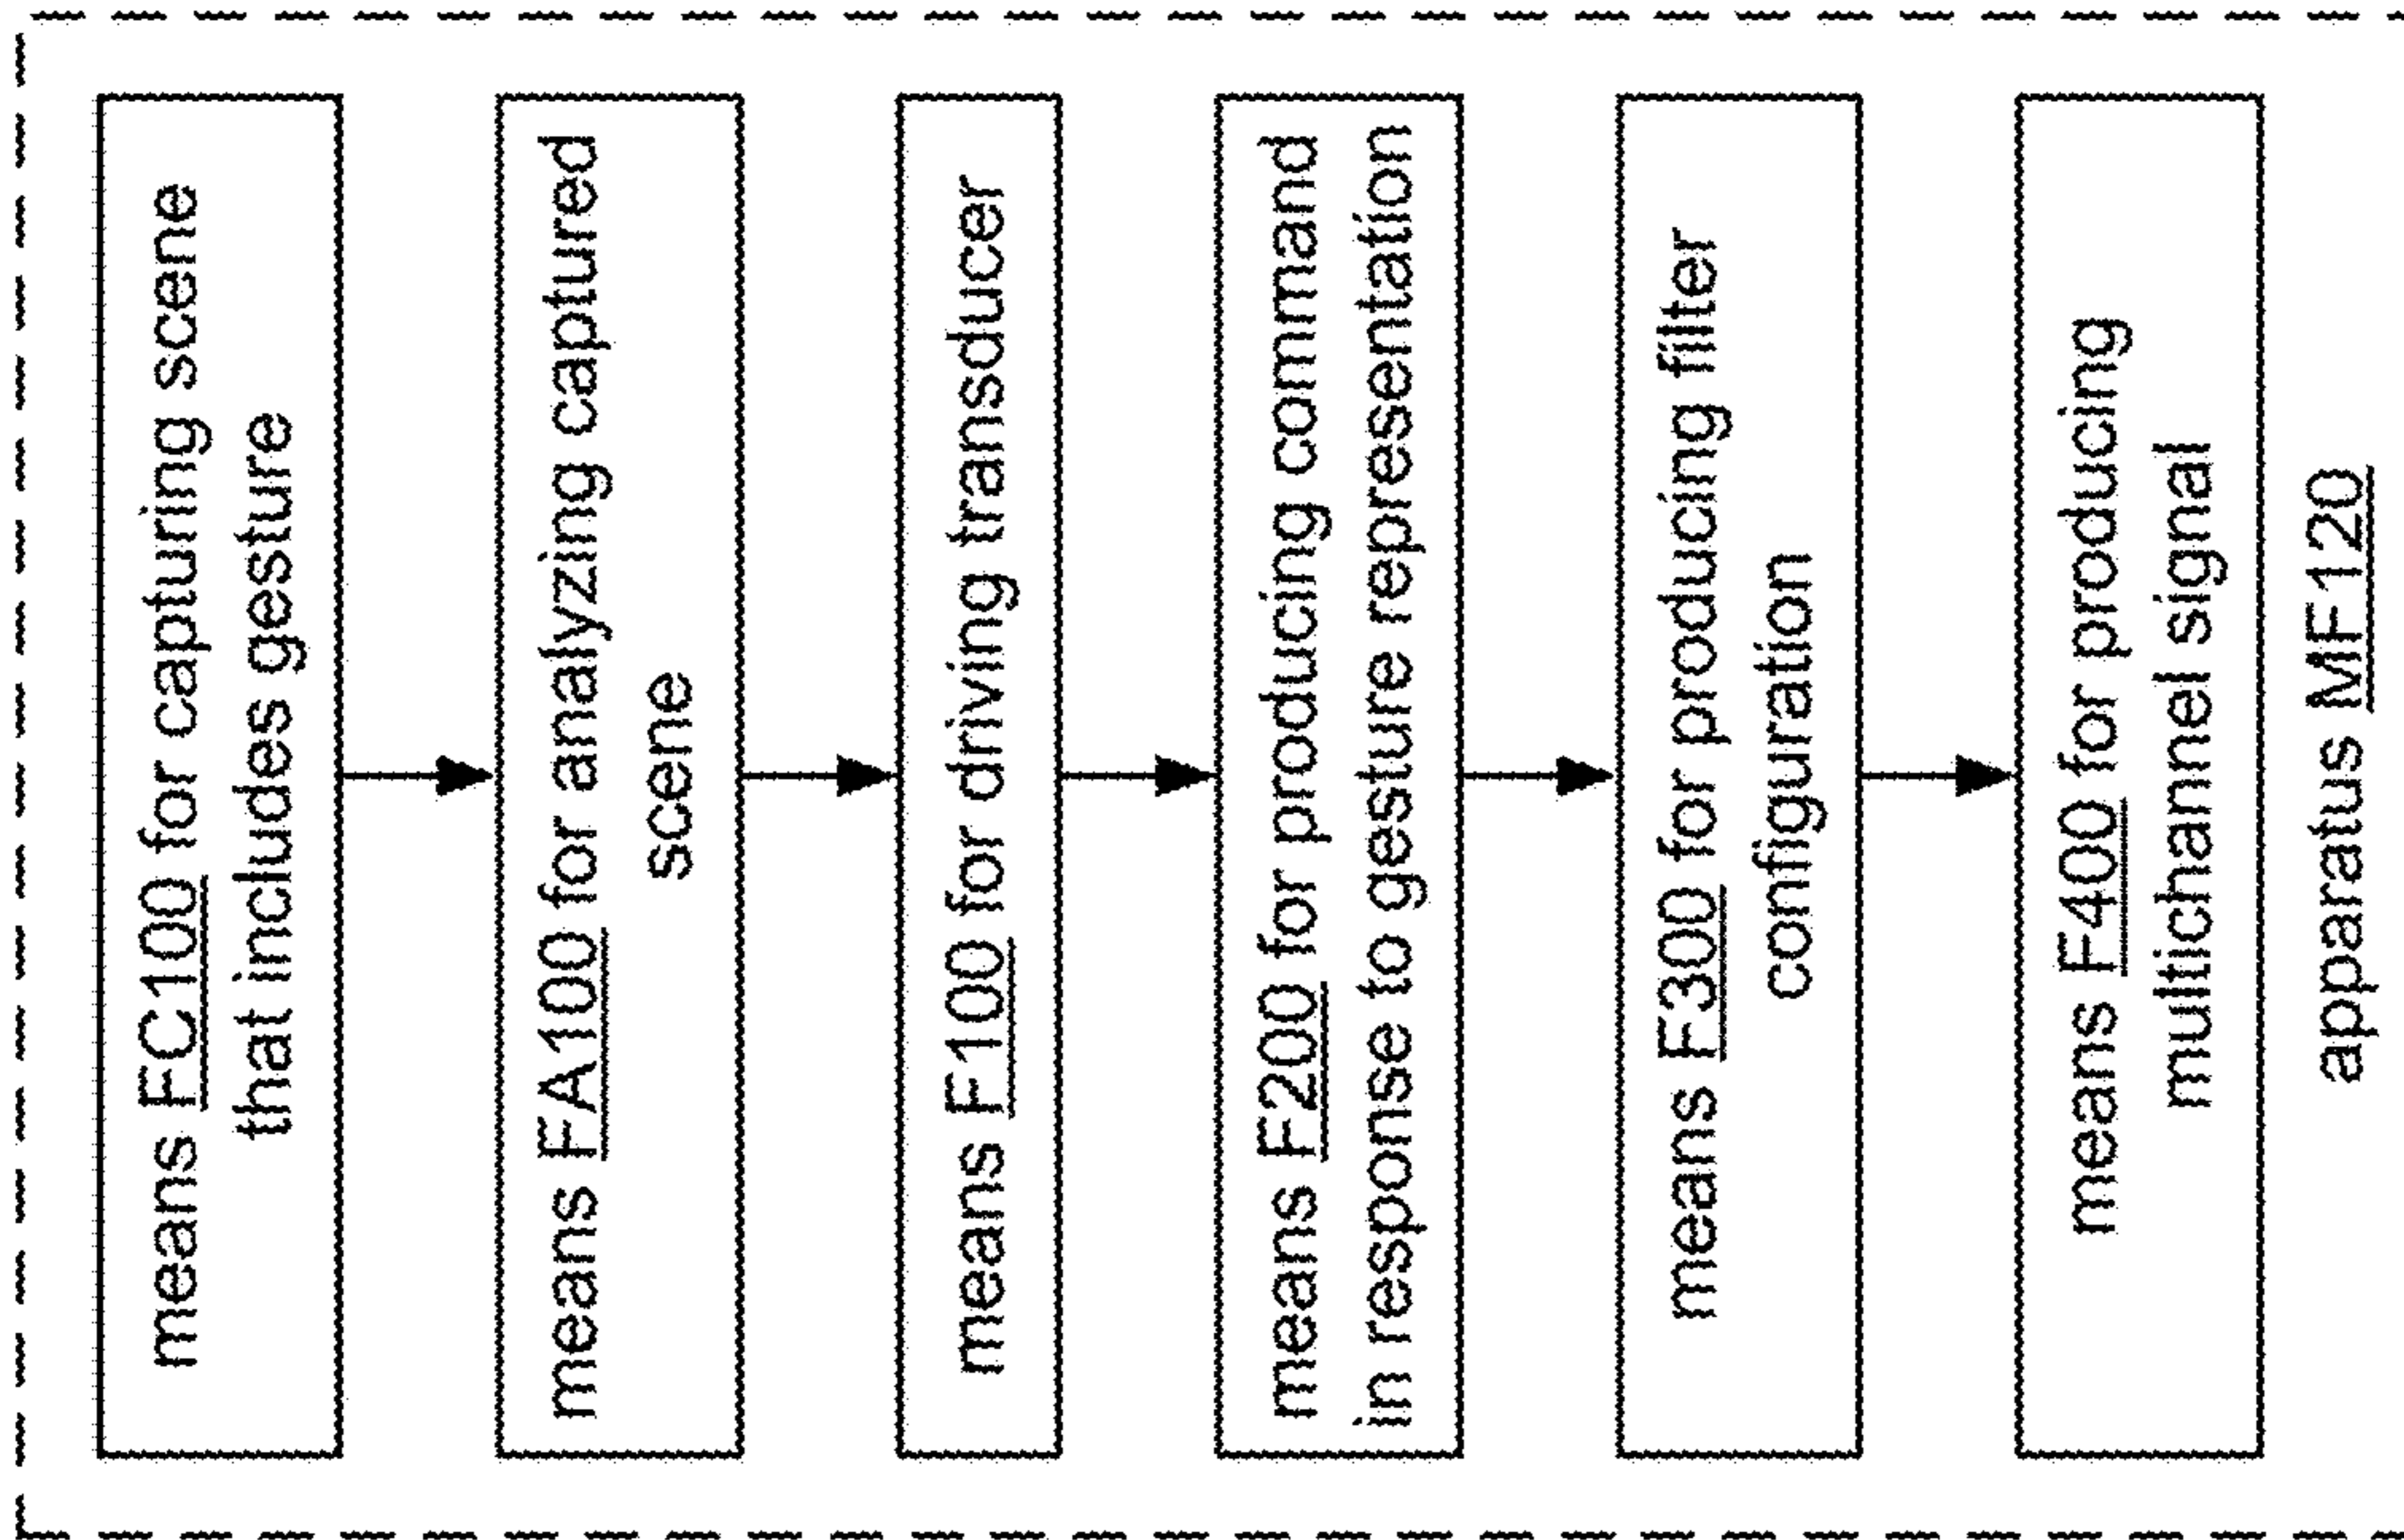 means FC100 for capturing scene
that includes gesture
means FA100 for analyzing captured
scene
means F100 for driving transducer
means F200 for producing command
in response to gesture representation
means F300 for producing filter
configuration
means F400 for producing
multichannel signal
apparatus MF120